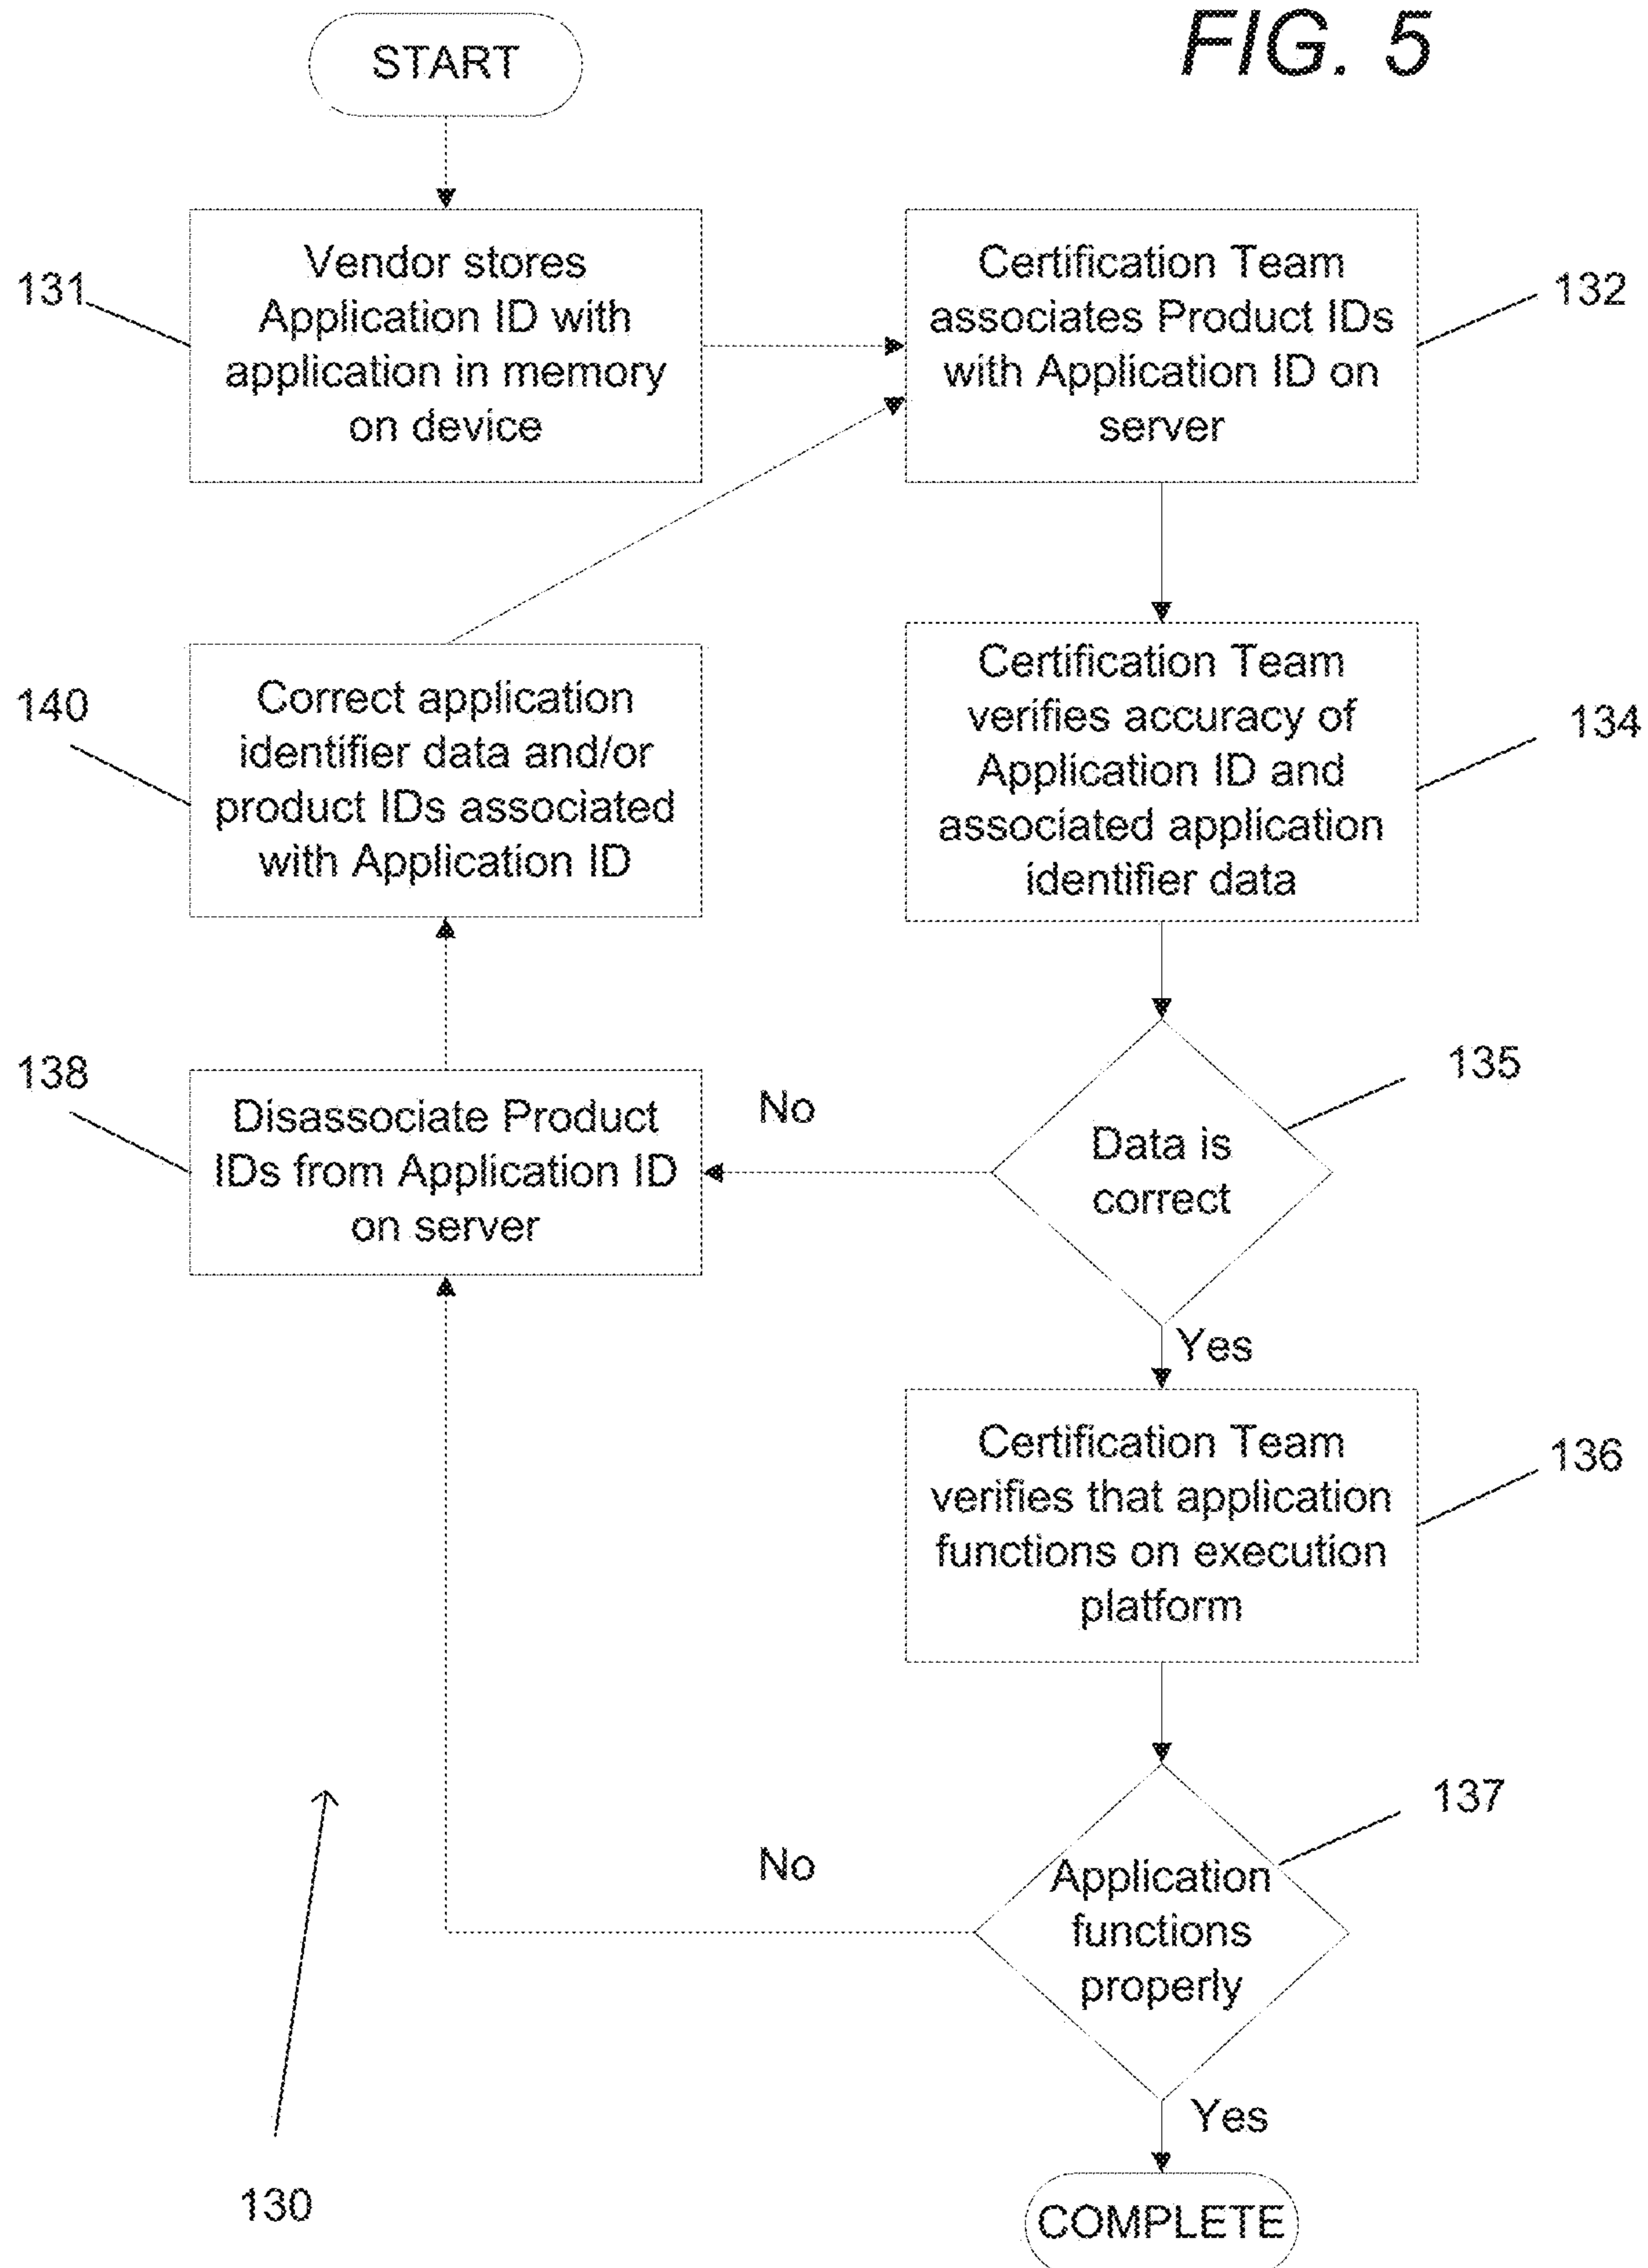 FIG. 5
START
131
Vendor stores
Application ID with
application in memory
on device
Certification Team
associates Product IDs
with Application ID on
server
132
140
Correct application
identifier data and/or
product IDs associated
with Application ID
Certification Team
verifies accuracy of
Application ID and
associated application
identifier data
134
138
Disassociate Product
IDs from Application ID
on server
No
Data is
correct
135
Yes
Certification Team
verifies that application
functions on execution
platform
136
No
Application
functions
properly
137
Yes
130
COMPLETE